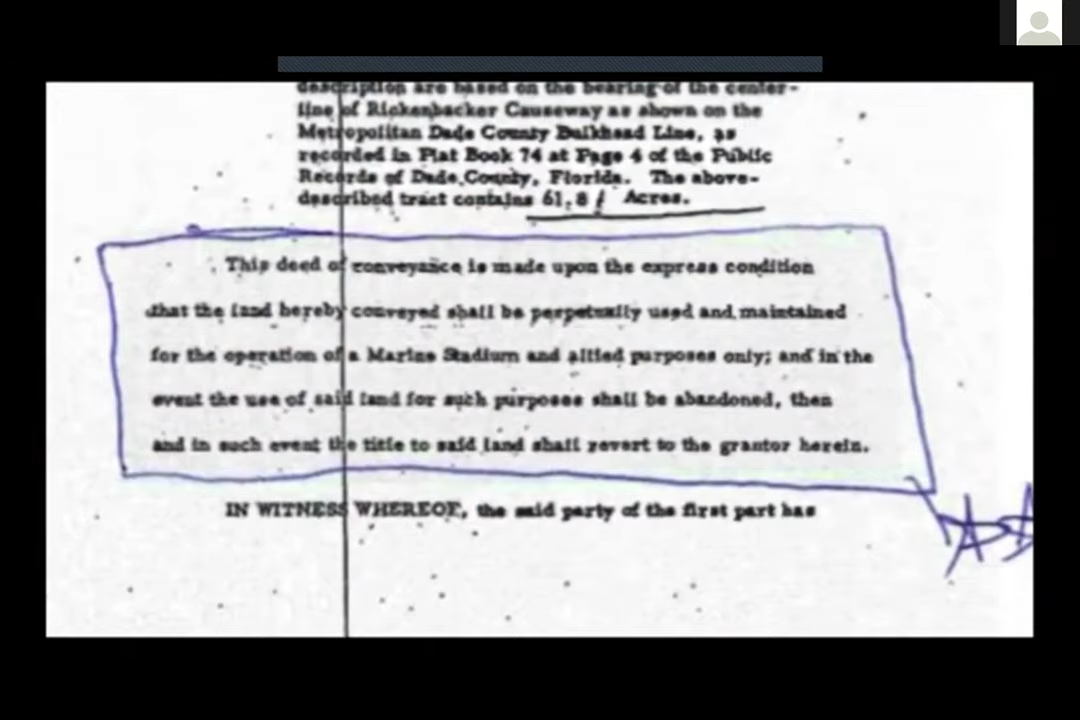 description are based on the bearing of the center-
line of Rickenbacker Causeway as shown on the
Metropolitan Dade County Bulkhead Line, as
recorded in Plat Book 74 at Page 4 of the Public
Records of Dade County, Florida. The above-
described tract contains 61.8 Acres.
This deed of conveyance is made upon the express condition
that the land hereby conveyed shall be perpetually used and maintained
for the operation of a Marine Stadium and allied purposes only; and in the
event the use of said land for such purposes shall be abandoned, then
and in such event the title to said land shall revert to the grantor herein.
IN WITNESS WHEREOF, the said party of the first part has